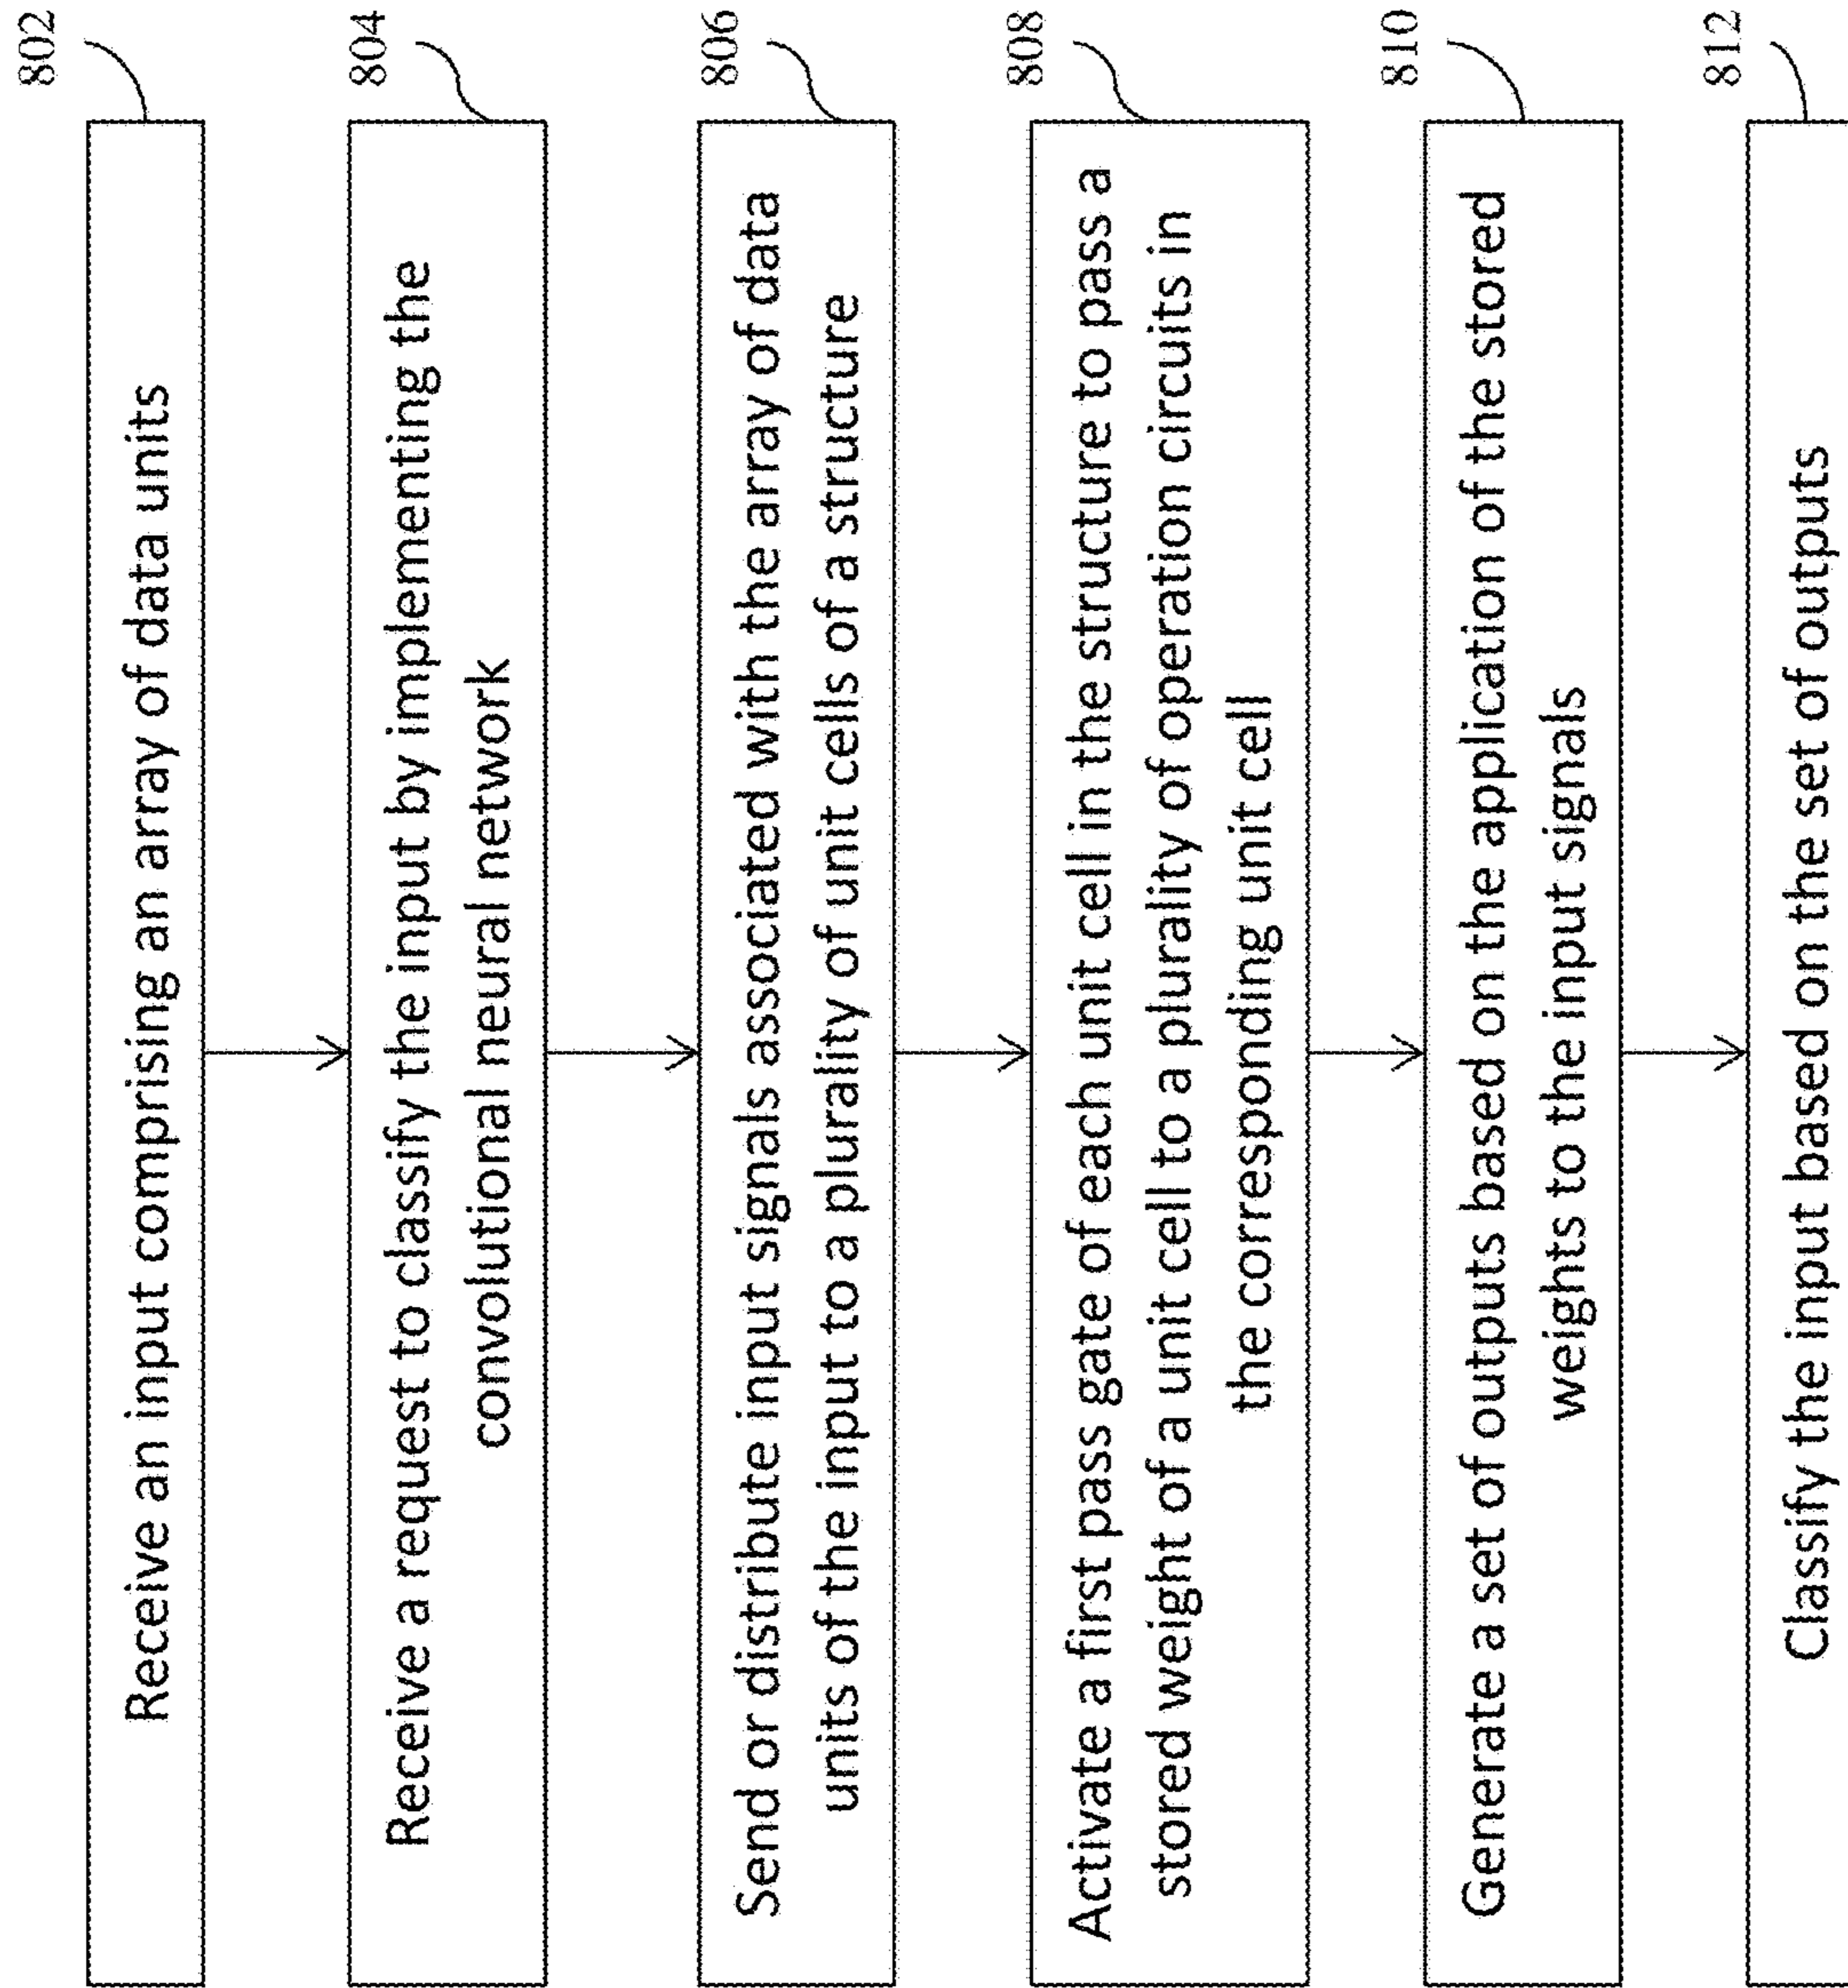 802
Receive an input comprising an array of data units
804
Receive a request to classify the input by implementing the
convolutional neural network
806
Send or distribute input signals associated with the array of data
units of the input to a plurality of unit cells of a structure
808
Activate a first pass gate of each unit cell in the structure to pass a
stored weight of a unit cell to a plurality of operation circuits in
the corresponding unit cell
810
Generate a set of outputs based on the application of the stored
weights to the input signals
812
Classify the input based on the set of outputs